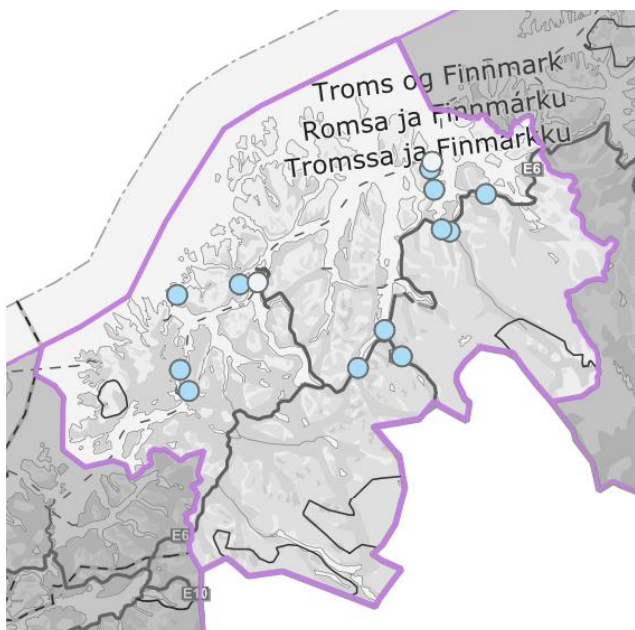 Troms og Finnmark
Romsa ja Finnmárku
Tromssa ja Finmarkku
E6
E6
E10